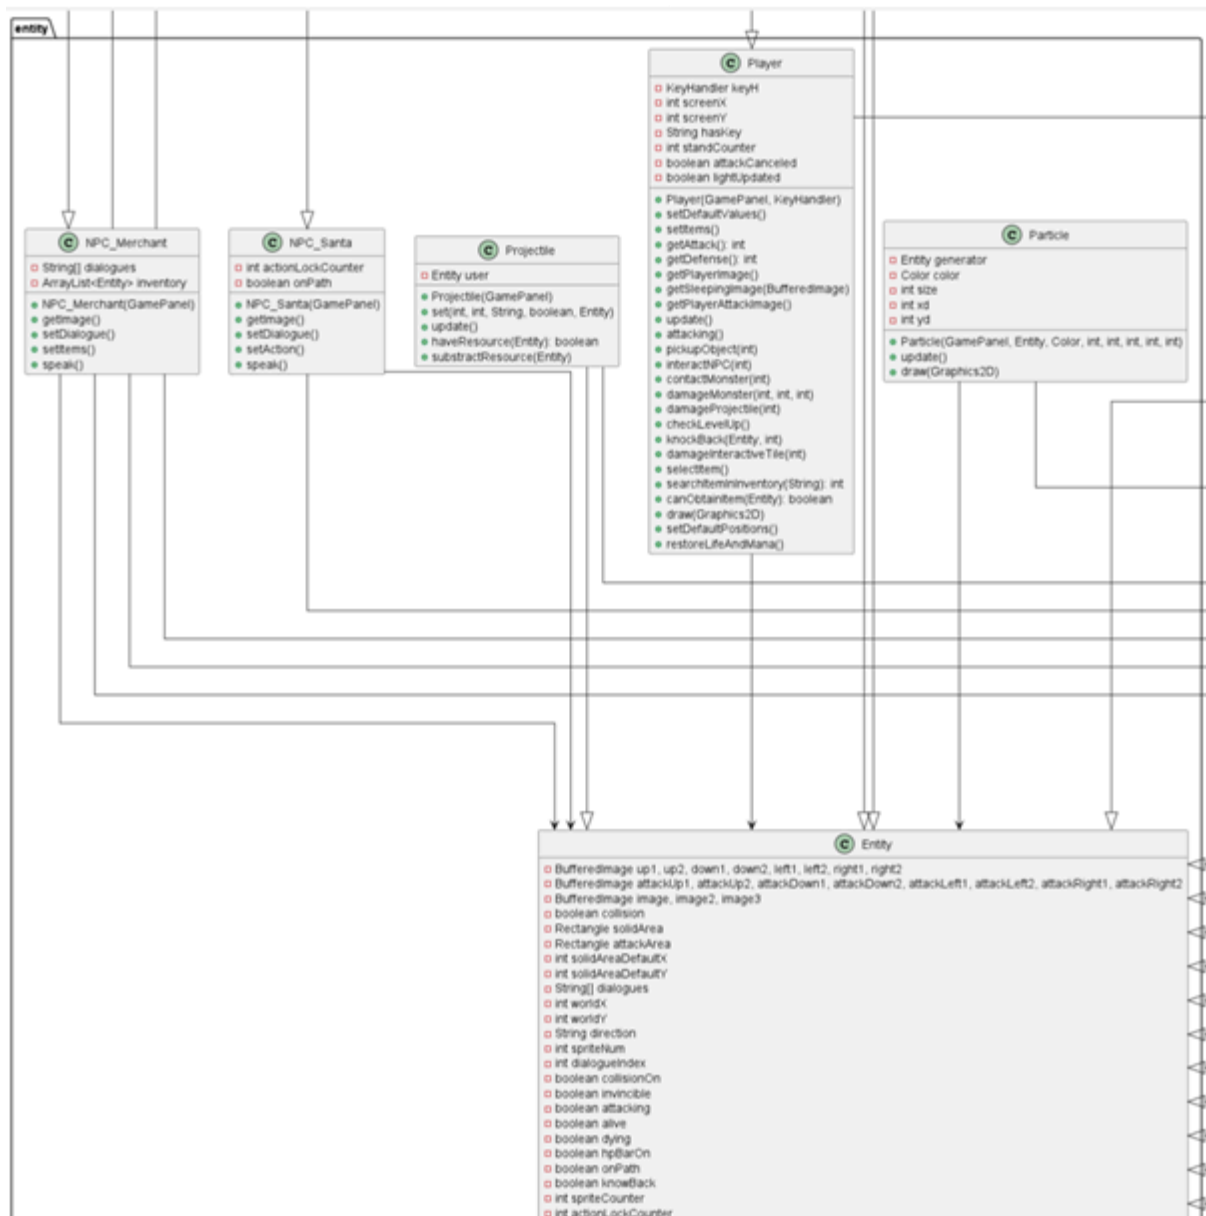 entity
C Player
KeyHandler keyH
int screenX
int screenY
String hasKey
int standCounter
boolean attackCanceled
boolean lightUpdated
Player(GamePanel, KeyHandler)
setDefaultValues()
setItems()
getAttack(): int
getDefense(): int
getPlayerImage()
getSleepingImage(BufferedImage)
getPlayerAttackImage()
update()
attacking()
pickupObject(int)
interactNPC(int)
contactMonster(int)
damageMonster(int, int, int)
damageProjectile(int)
checkLevelUp()
knockBack(Entity, int)
damageInteractiveTile(int)
selectItem()
searchItemInInventory(String): int
canObtainItem(Entity): boolean
draw(Graphics2D)
setDefaultPositions()
restoreLifeAndMana()
C NPC_Merchant
String[] dialogues
ArrayList<Entity> inventory
NPC_Merchant(GamePanel)
getImage()
setDialogue()
setItems()
speak()
C NPC_Santa
int actionLockCounter
boolean onPath
NPC_Santa(GamePanel)
getImage()
setDialogue()
setAction()
speak()
C Projectile
Entity user
Projectile(GamePanel)
set(int, int, String, boolean, Entity)
update()
haveResource(Entity): boolean
substractResource(Entity)
C Particle
Entity generator
Color color
int size
int xd
int yd
Particle(GamePanel, Entity, Color, int, int, int, int)
update()
draw(Graphics2D)
C Entity
BufferedImage up1, up2, down1, down2, left1, left2, right1, right2
BufferedImage attackUp1, attackUp2, attackDown1, attackDown2, attackLeft1, attackLeft2, attackRight1, attackRight2
BufferedImage image, image2, image3
boolean collision
Rectangle solidArea
Rectangle attackArea
int solidAreaDefaultX
int solidAreaDefaultY
String[] dialogues
int worldX
int worldY
String direction
int spriteNum
int dialogueIndex
boolean collisionOn
boolean invincible
boolean attacking
boolean alive
boolean dying
boolean hpBarOn
boolean onPath
boolean knowBack
int spriteCounter
int actionLockCounter